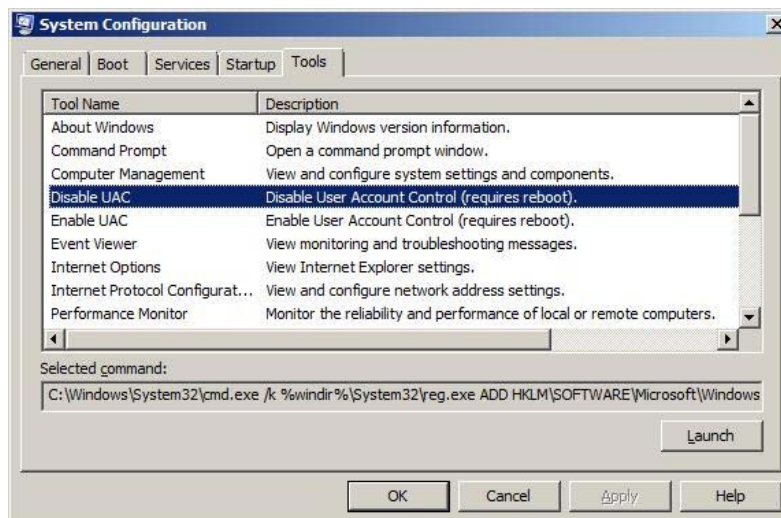 System Configuration
General Boot Services Startup Tools
Tool Name Description
About Windows Display Windows version information.
Command Prompt Open a command prompt window.
Computer Management View and configure system settings and components.
Disable UAC Disable User Account Control (requires reboot).
Enable UAC Enable User Account Control (requires reboot).
Event Viewer View monitoring and troubleshooting messages.
Internet Options View Internet Explorer settings.
Internet Protocol Configurat... View and configure network address settings.
Performance Monitor Monitor the reliability and performance of local or remote computers.
Selected command:
C:\Windows\System32\cmd.exe /k %windir%\System32\reg.exe ADD HKLM\SOFTWARE\Microsoft\Windows
Launch
OK Cancel Apply Help